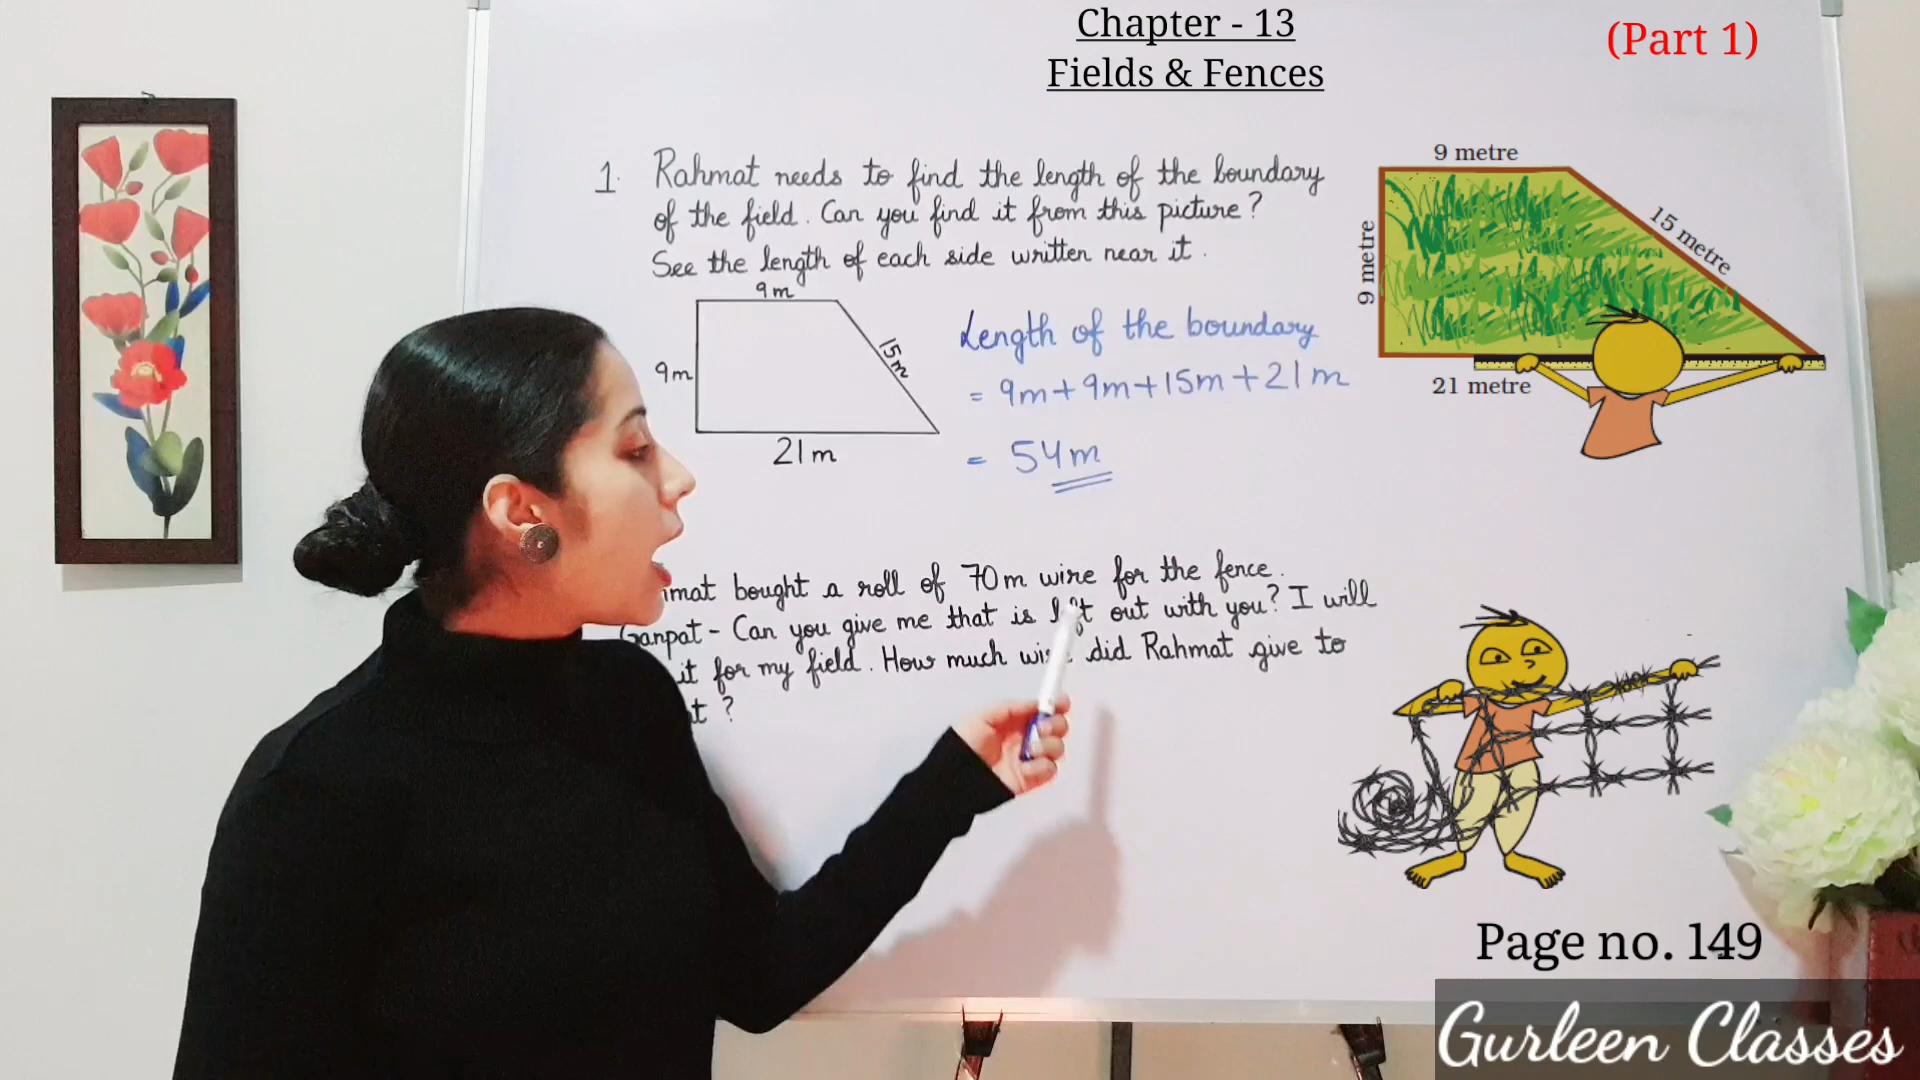 Chapter - 13
Fields & Fences
(Part 1)
1. Rahmat needs to find the length of the boundary
of the field. Can you find it from this picture?
See the length of each side written near it.
9m
9m
15m
21m
Length of the boundary
= 9m+9m+15m+21m
= 54m
9 metre
9 metre
15 metre
21 metre
bought a roll of 70m wire for the fence.
Ganpat - Can you give me that is left out with you? I will
it for my field. How much did Rahmat give to
?
Page no. 149
Gurleen Classes